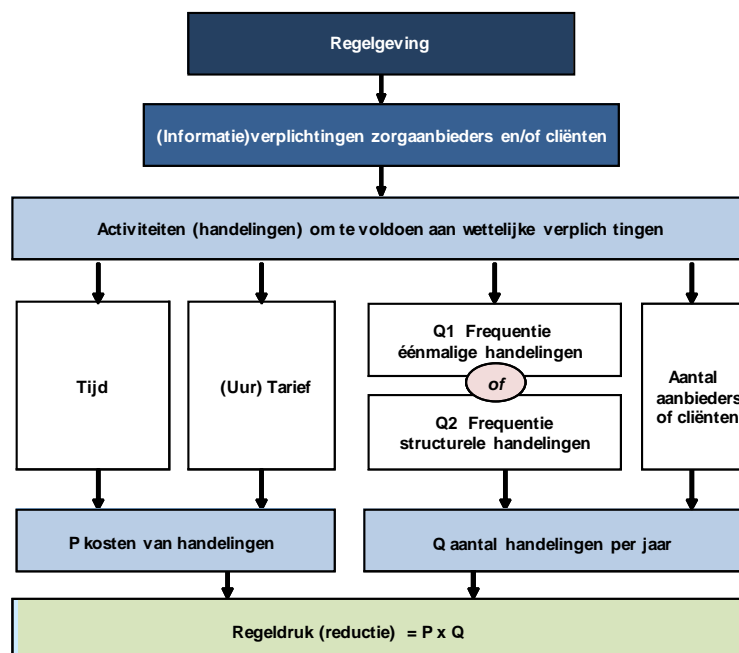 Regelgeving
(Informatie)verplichtingen zorgaanbieders en/of cliënten
Activiteiten (handelingen) om te voldoen aan wettelijke verplich tingen
Tijd
(Uur) Tarief
Q1 Frequentie
éénmalige handelingen
of
Q2 Frequentie
structurele handelingen
Aantal
aanbieders
of cliënten
P kosten van handelingen
Q aantal handelingen per jaar
Regeldruk (reductie) = P x Q